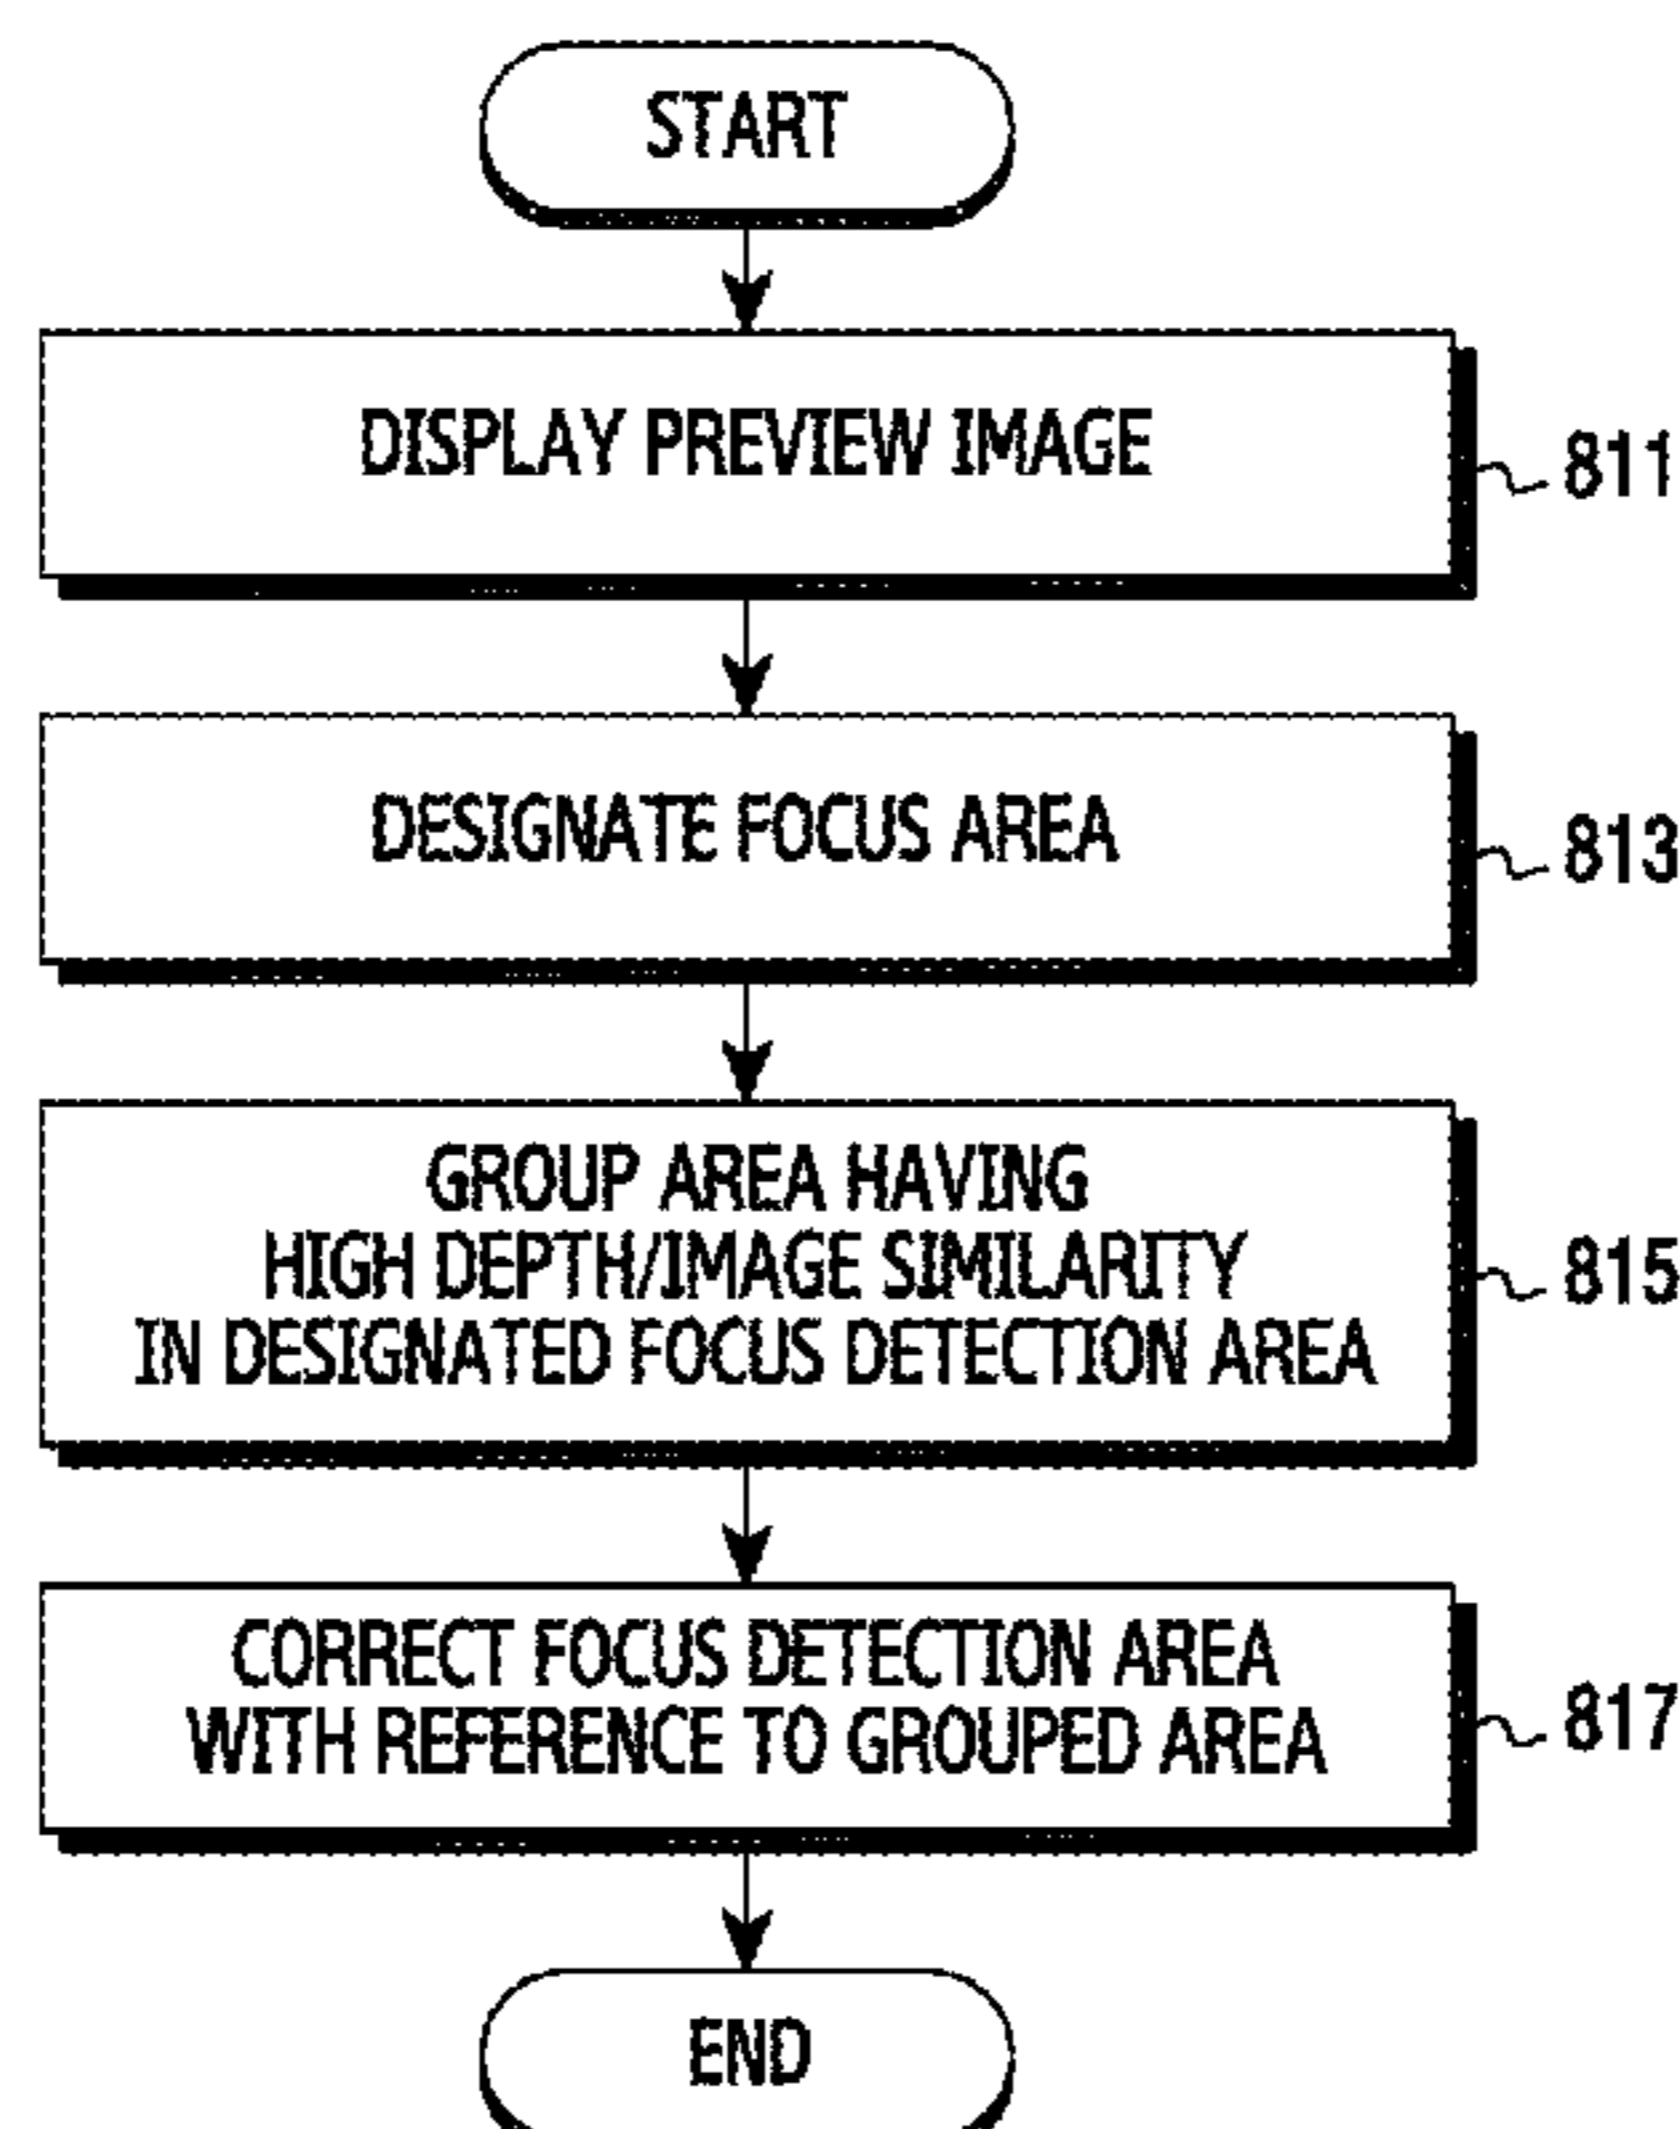 START
DISPLAY PREVIEW IMAGE
811
DESIGNATE FOCUS AREA
813
GROUP AREA HAVING
HIGH DEPTH/IMAGE SIMILARITY
IN DESIGNATED FOCUS DETECTION AREA
815
CORRECT FOCUS DETECTION AREA
WITH REFERENCE TO GROUPED AREA
817
END